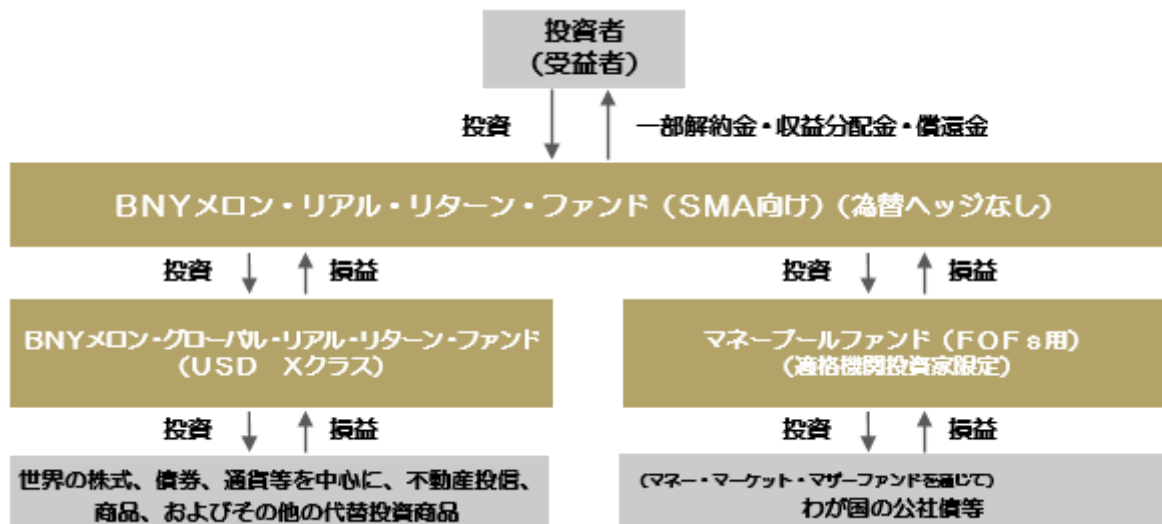 投資者
(受益者)
投資
一部解約金・収益分配金・償還金
BNYメロン・リアル・リターン・ファンド(SMA向け)(為替ヘッジなし)
投資
損益
投資
損益
BNYメロン・グローバル・リアル・リターン・ファンド
(USD　Xクラス)
マネープールファンド(FOFs用)
(適格機関投資家限定)
投資
損益
投資
損益
世界の株式、債券、通貨等を中心に、不動産投信、
商品、およびその他の代替投資商品
(マネー・マーケット・マザーファンドを通じて)
わが国の公社債等